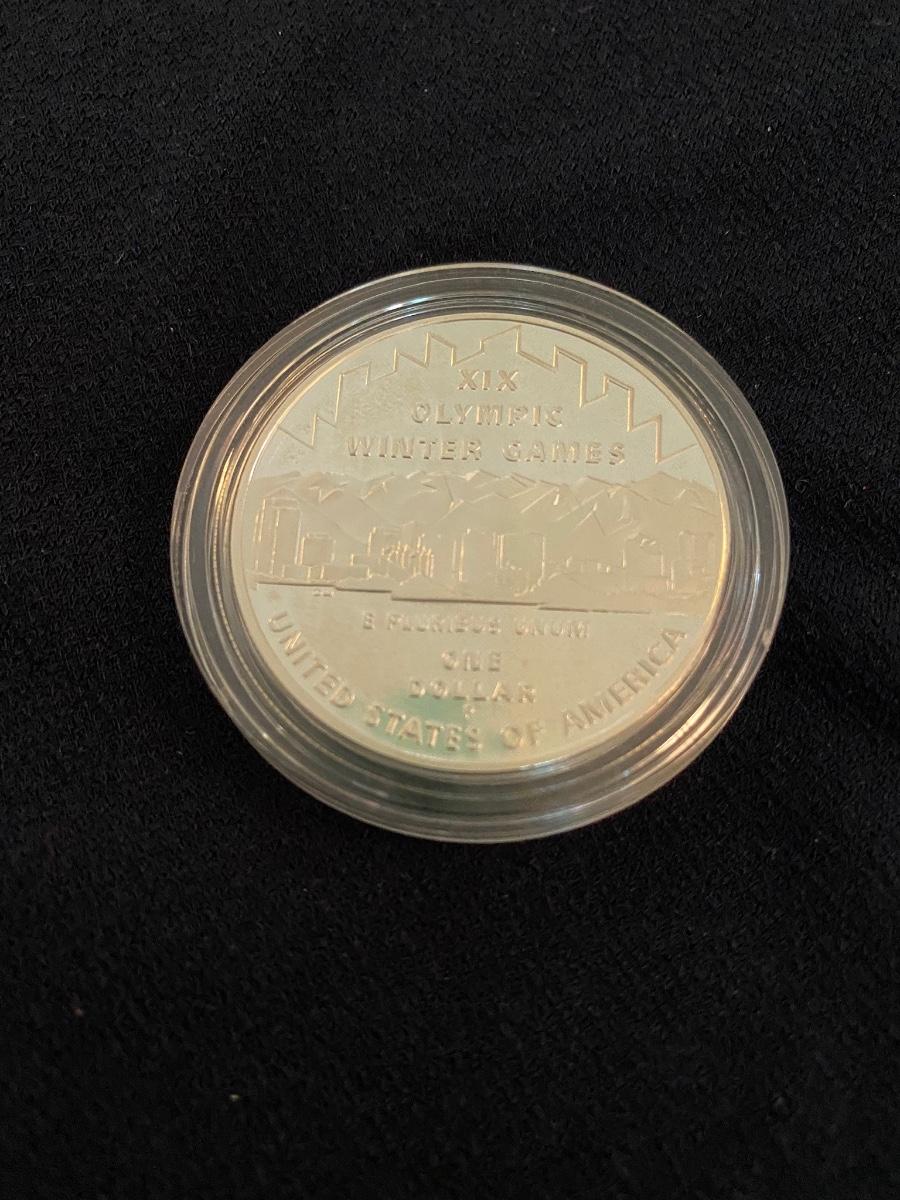 XIX
OLYMPIC
WINTER GAMES
E PLURIBUS UNUM
ONE
DOLLAR
UNITED STATES OF AMERICA